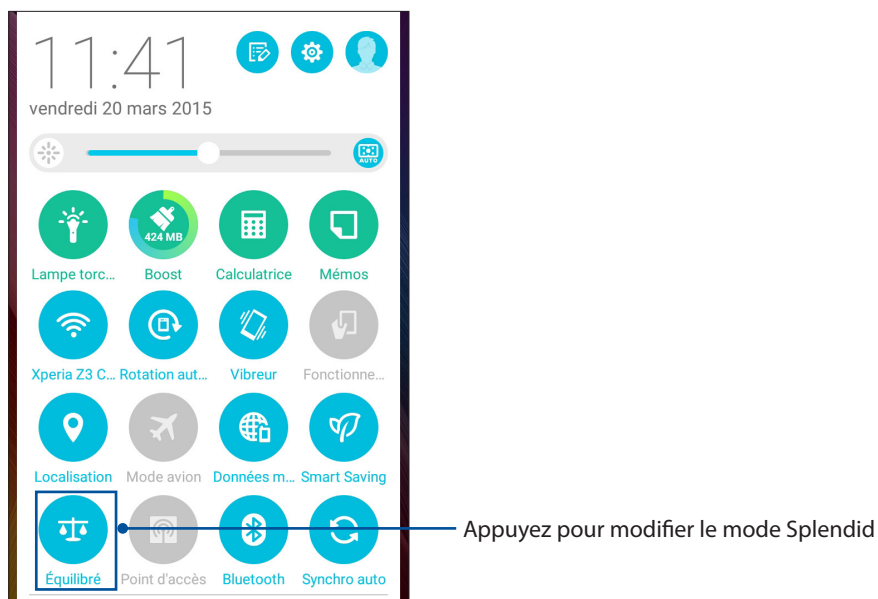 11:41
vendredi 20 mars 2015
AUTO
424 MB
Lampe torc... Boost Calculatrice Mémos
Xperia Z3 C... Rotation aut... Vibreur Fonctionne...
Localisation Mode avion Données m... Smart Saving
Appuyez pour modifier le mode Splendid
Équilibré Point d'accès Bluetooth Synchro auto